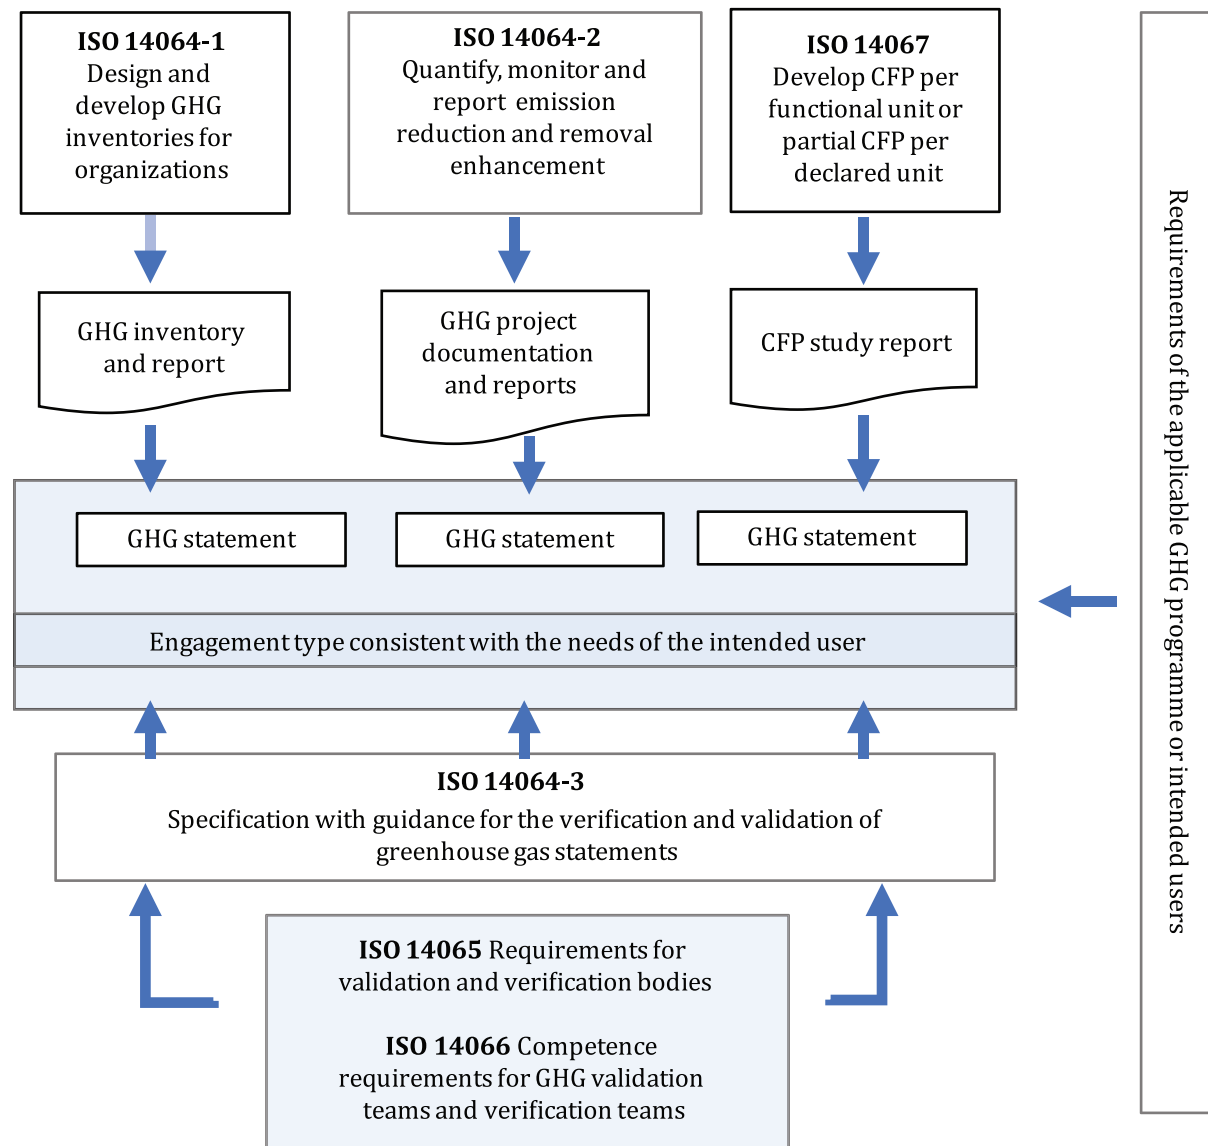 ISO 14064-1
Design and
develop GHG
inventories for
organizations
ISO 14064-2
Quantify, monitor and
report emission
reduction and removal
enhancement
ISO 14067
Develop CFP per
functional unit or
partial CFP per
declared unit
GHG inventory
and report
GHG project
documentation
and reports
CFP study report
GHG statement
GHG statement
GHG statement
Engagement type consistent with the needs of the intended user
ISO 14064-3
Specification with guidance for the verification and validation of
greenhouse gas statements
ISO 14065 Requirements for
validation and verification bodies
ISO 14066 Competence
requirements for GHG validation
teams and verification teams
Requirements of the applicable GHG programme or intended users